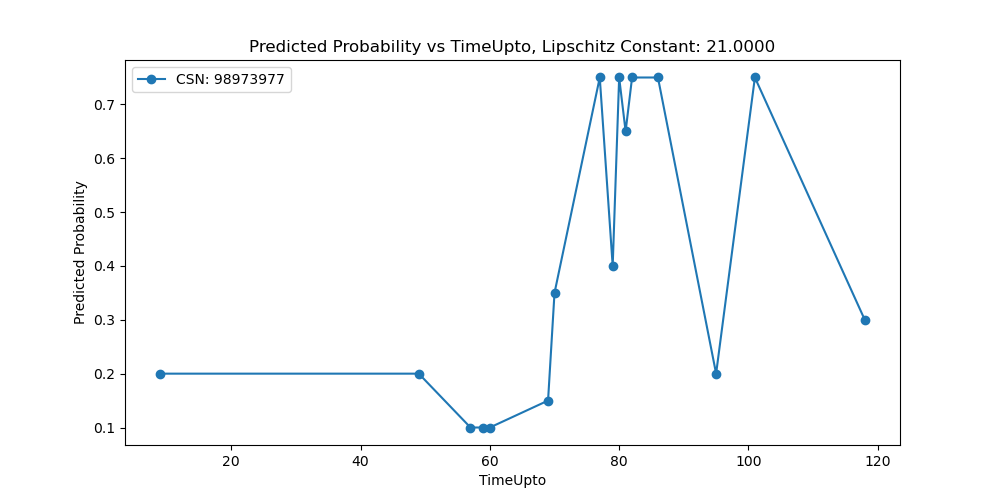 Predicted Probability vs TimeUpto, Lipschitz Constant: 21.0000
CSN: 98973977
Predicted Probability
0.7
0.6
0.5
0.4
0.3
0.2
0.1
20 40 60 80 100 120
TimeUpto